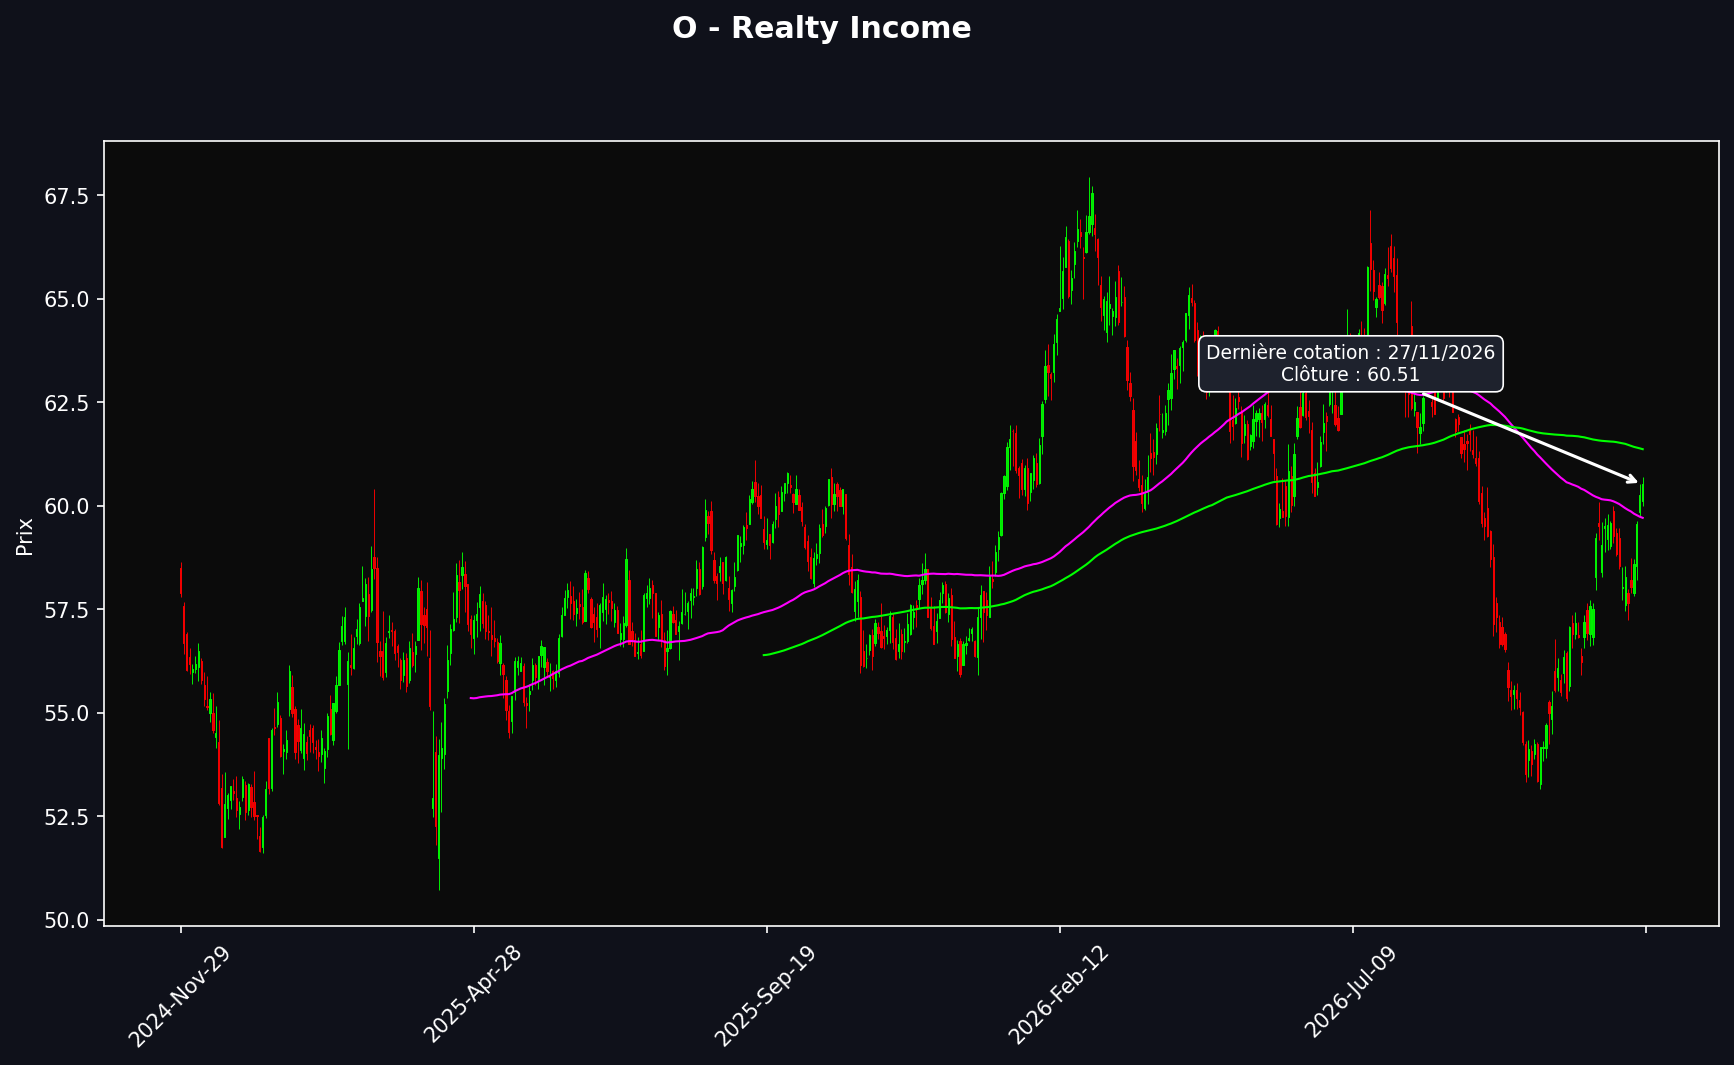 O - Realty Income
67.5
65.0
62.5
60.0
57.5
55.0
52.5
50.0
Prix
Dernière cotation : 27/11/2026
Clôture : 60.51
2024-Nov-29
2025-Apr-28
2025-Sep-19
2026-Feb-12
2026-Jul-09